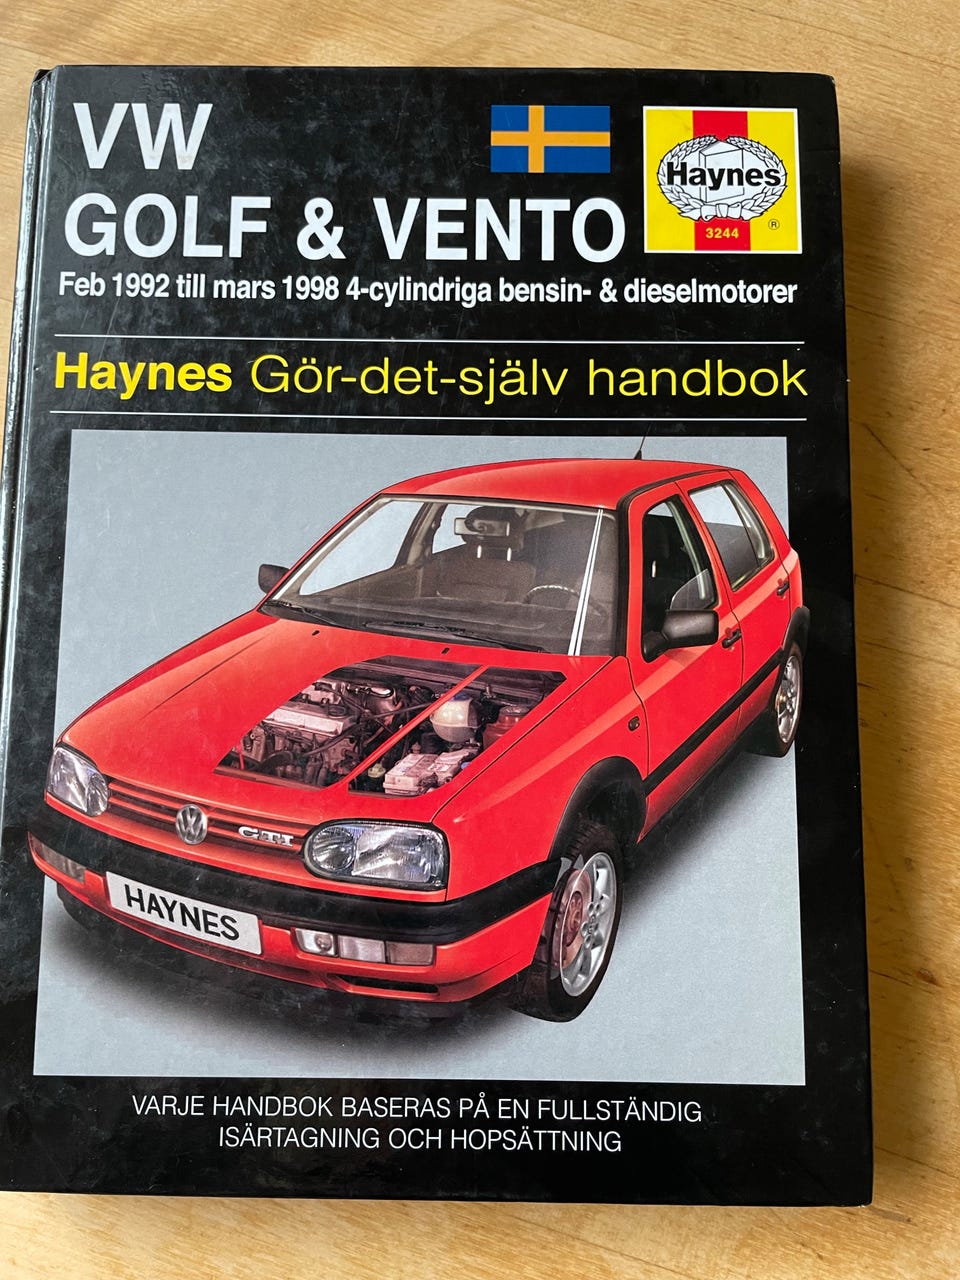 VW
GOLF & VENTO
Haynes
®
3244
Feb 1992 till mars 1998 4-cylindriga bensin- & dieselmotorer
Haynes Gör-det-själv handbok
GTI
HAYNES
VARJE HANDBOK BASERAS PÅ EN FULLSTÄNDIG
ISÄRTAGNING OCH HOPSÄTTNING